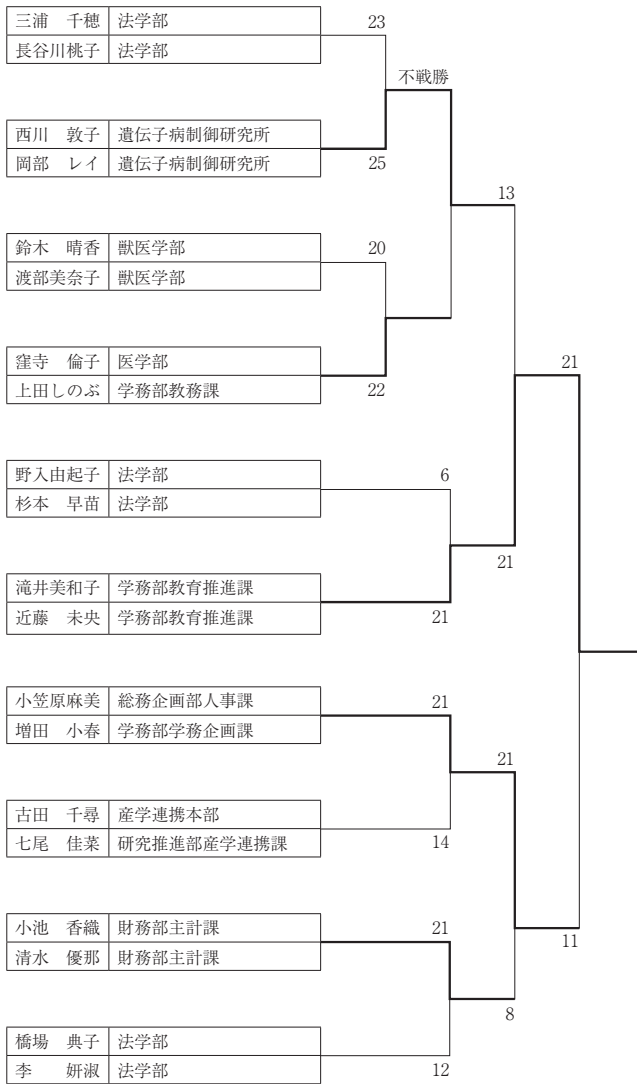 三浦　千穂 法学部 23
長谷川桃子 法学部
不戦勝
西川　敦子 遺伝子病制御研究所
岡部　レイ 遺伝子病制御研究所 25
13
鈴木　晴香 獣医学部 20
渡部美奈子 獣医学部
窪寺　倫子 医学部 21
上田しのぶ 学務部教務課 22
野入由起子 法学部 6
杉本　早苗 法学部
21
滝井美和子 学務部教育推進課
近藤　未央 学務部教育推進課 21
小笠原麻美 総務企画部人事課 21
増田　小春 学務部学務企画課
21
古田　千尋 産学連携本部
七尾　佳菜 研究推進部産学連携課 14
小池　香織 財務部主計課 21 11
清水　優那 財務部主計課
8
橋場　典子 法学部
李　　妍淑 法学部 12